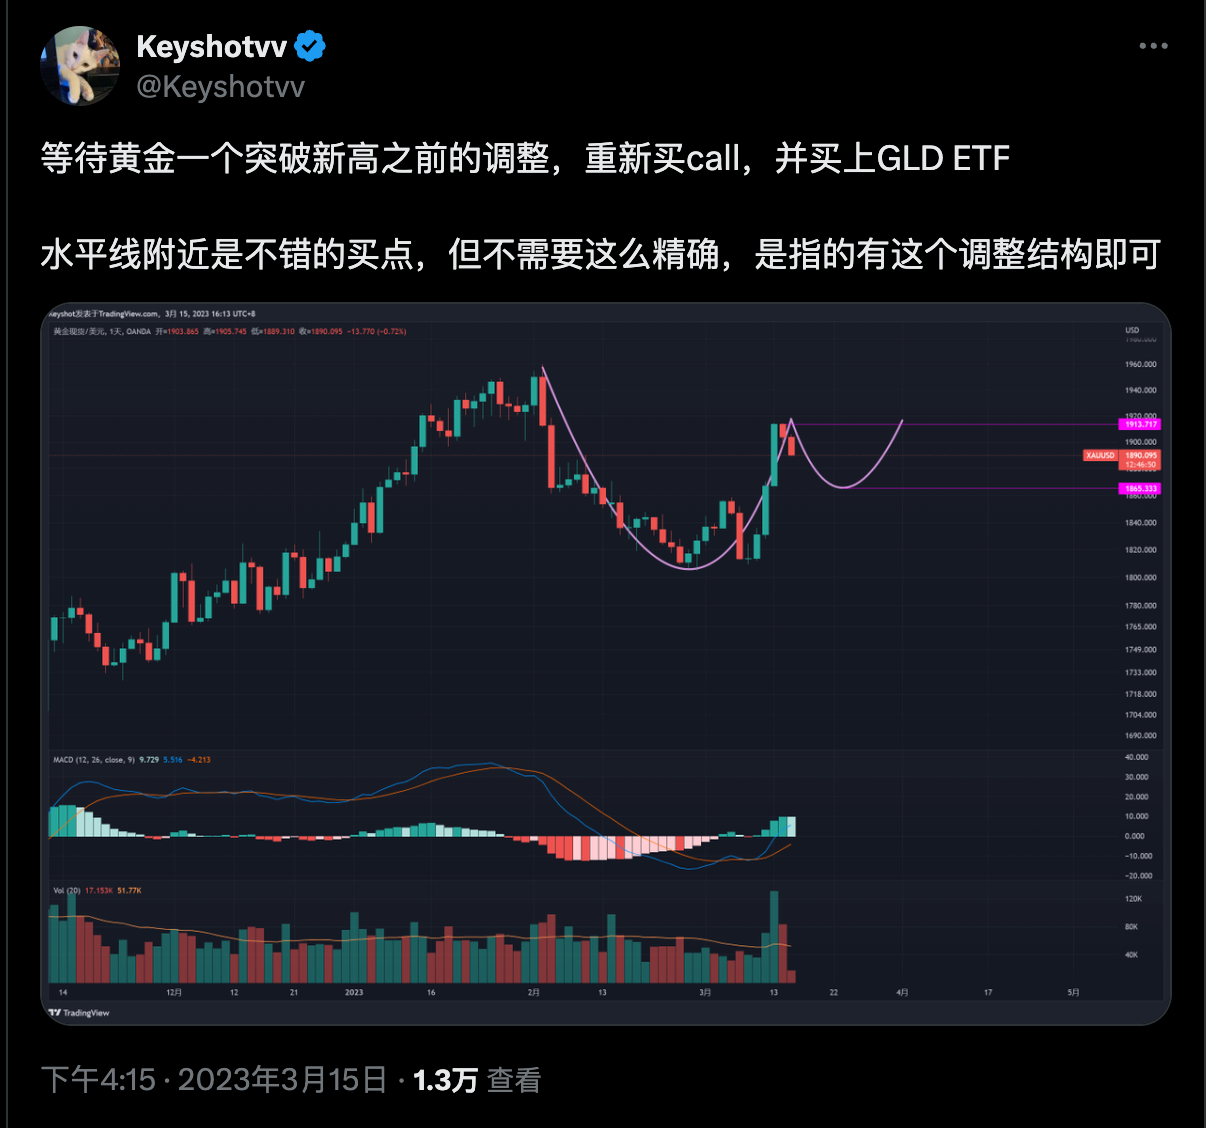 Keyshotvv
@Keyshotvv
等待黄金一个突破新高之前的调整，重新买call，并买上GLD ETF
水平线附近是不错的买点，但不需要这么精确，是指的有这个调整结构即可
Keyshot发表于TradingView.com, 3月 15, 2023 16:13 UTC+8
黄金现货/美元, 1天, OANDA 开=1903.865 高=1905.745 低=1889.310 收=1890.095 −13.770 (−0.72%)
USD
1980.000
1960.000
1940.000
1920.000
1913.717
1900.000
XAUUSD 1890.095
12:46:50
1865.333
1860.000
1840.000
1820.000
1800.000
1780.000
1765.000
1749.000
1733.000
1718.000
1704.000
1690.000
MACD (12, 26, close, 9) 9.729 5.516 −4.213
40.000
30.000
20.000
10.000
0.000
−10.000
−20.000
Vol (20) 17.153K 51.77K
120K
80K
40K
14 12月 12 21 2023 16 2月 13 3月 13 22 4月 17 5月
TradingView
下午4:15 · 2023年3月15日 · 1.3万 查看